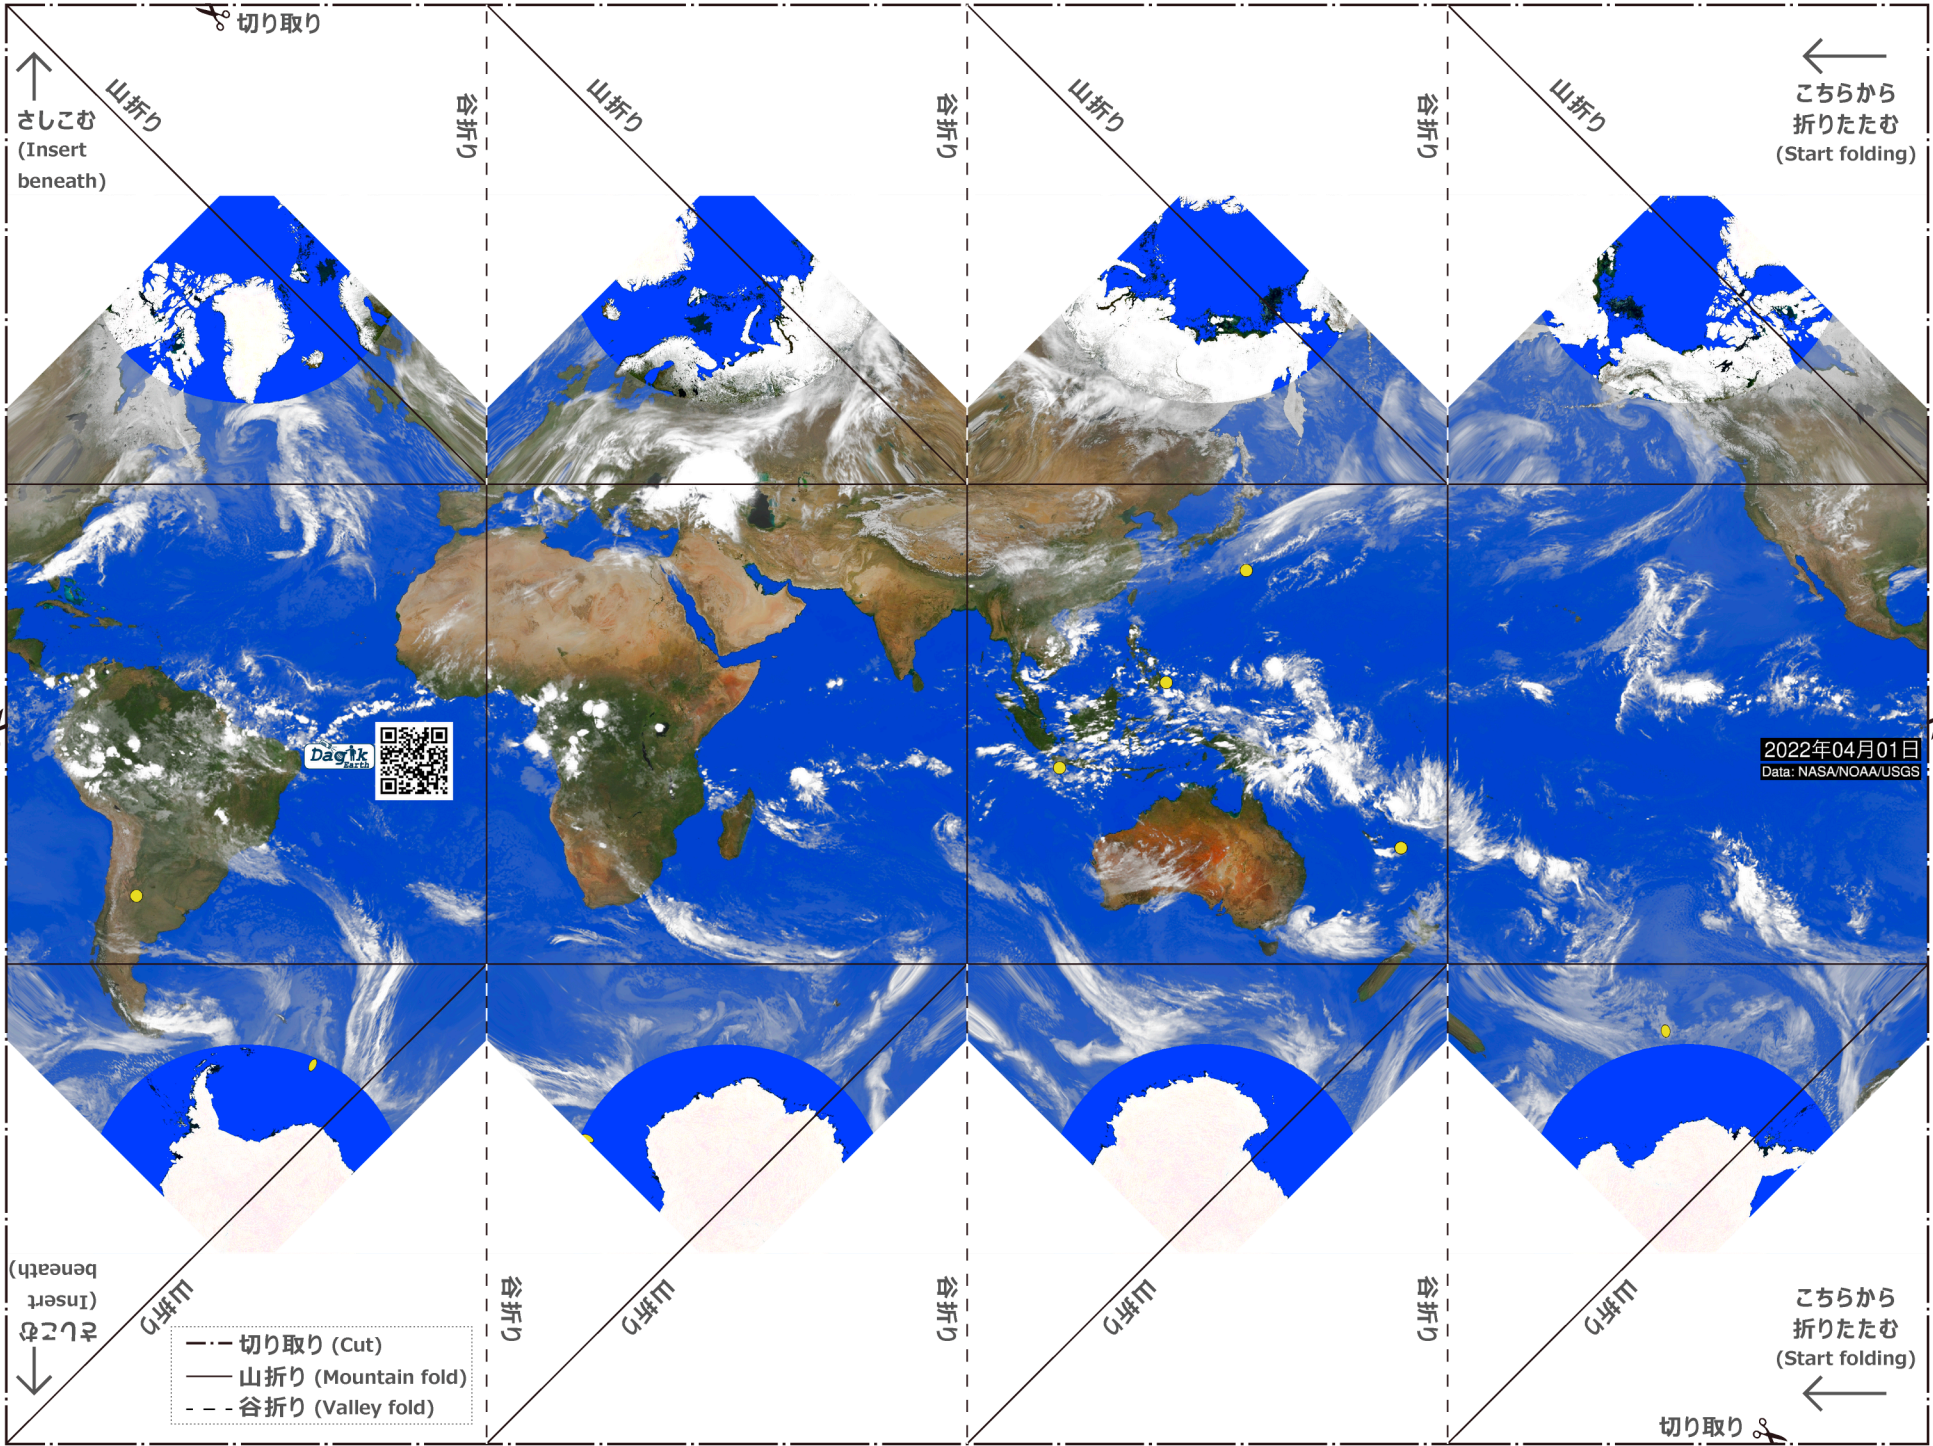 切り取り
山折り
谷折り
山折り
谷折り
山折り
谷折り
山折り
さしこむ
(Insert
beneath)
こちらから
折りたたむ
(Start folding)
Dagik
Earth
2022年04月01日
Data: NASA/NOAA/USGS
さしこむ
(Insert
beneath)
山折り
谷折り
山折り
谷折り
山折り
谷折り
山折り
こちらから
折りたたむ
(Start folding)
切り取り (Cut)
山折り (Mountain fold)
谷折り (Valley fold)
切り取り